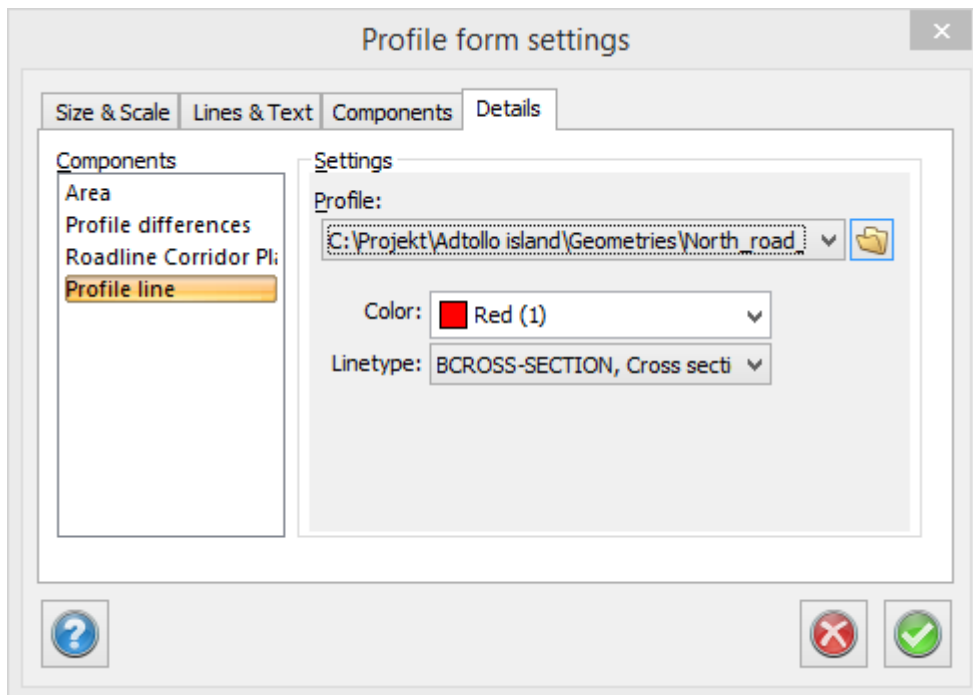 Profile form settings
Size & Scale
Lines & Text
Components
Details
Components
Area
Profile differences
Roadline Corridor Pla
Profile line
Settings
Profile:
C:\Projekt\Adtollo island\Geometries\North_road_
Color:
Red (1)
Linetype:
BCROSS-SECTION, Cross secti